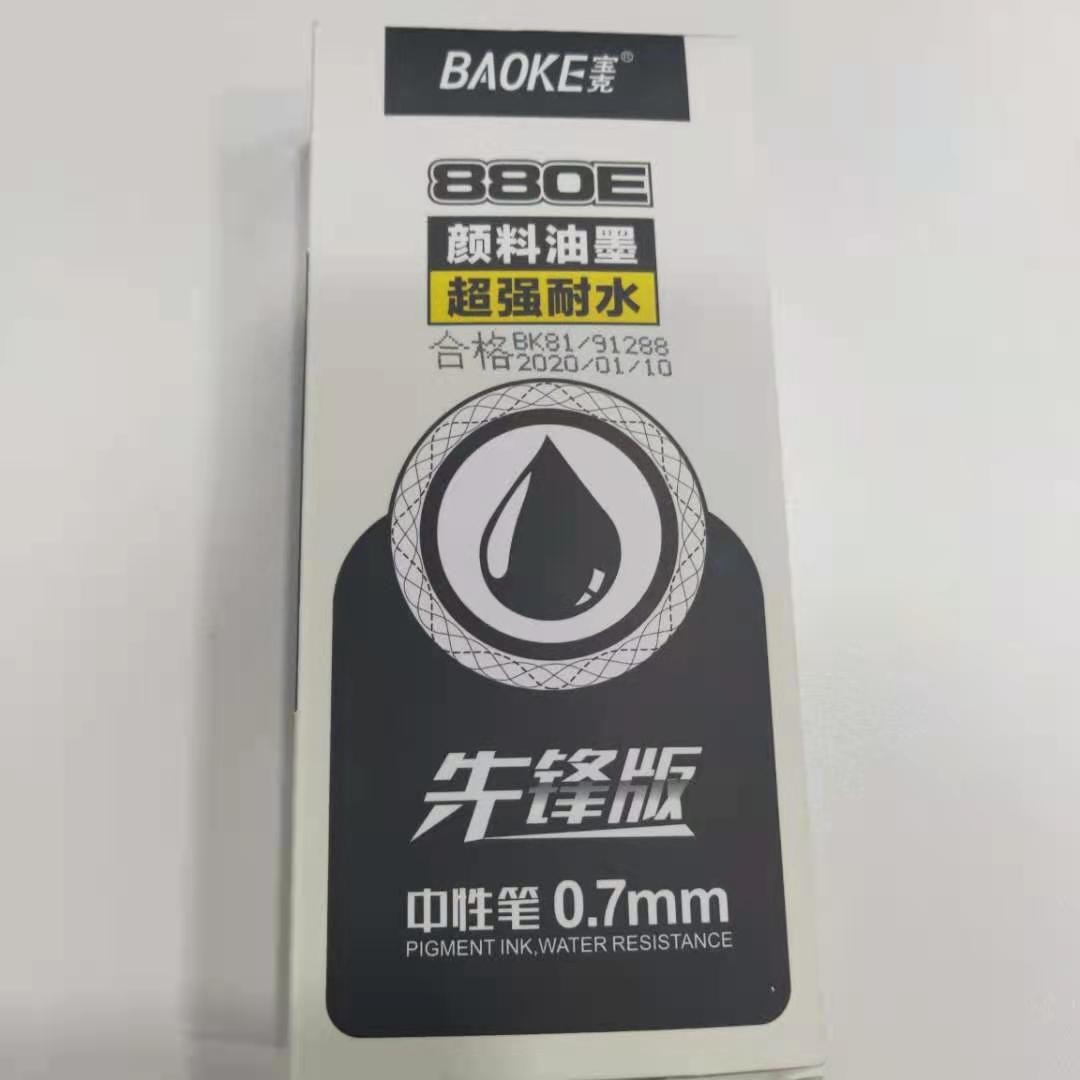 BAOKE宝克®
880E
颜料油墨
超强耐水
合格BK81/91288
2020/01/10
先锋版
中性笔 0.7mm
PIGMENT INK,WATER RESISTANCE